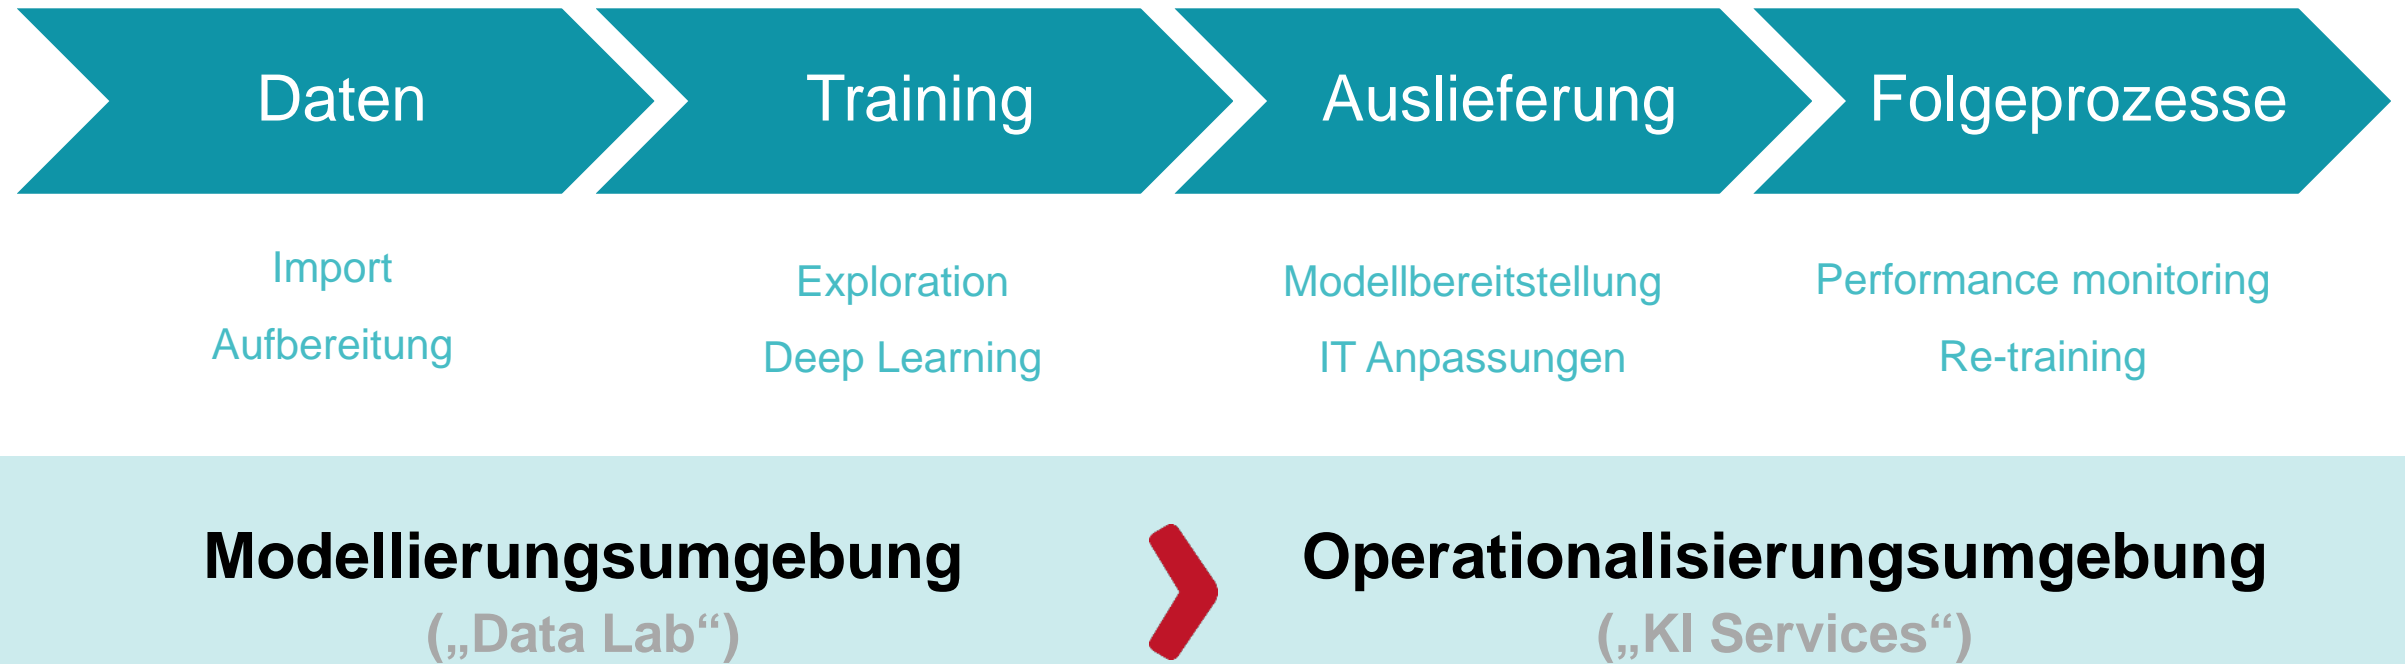 Daten
Training
Auslieferung
Folgeprozesse
Import
Aufbereitung
Exploration
Deep Learning
Modellbereitstellung
IT Anpassungen
Performance monitoring
Re-training
Modellierungsumgebung
(„Data Lab“)
Operationalisierungsumgebung
(„KI Services“)